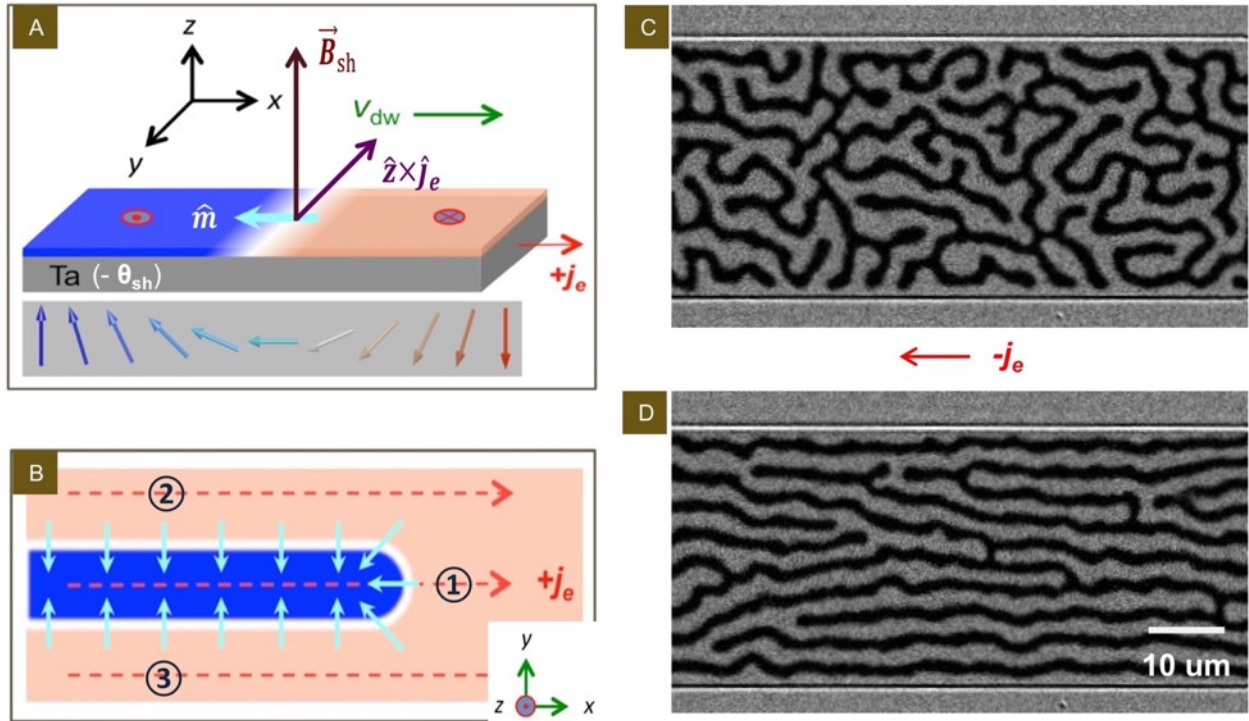 A
z
x
y
B⃗sh
vdw
ẑ×ĵe
m̂
Ta (- θsh)
+je
B
②
①
+je
③
y
z
x
C
-je
D
10 um